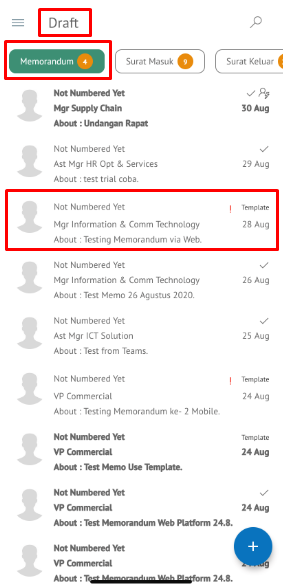 Draft
Memorandum 4 Surat Masuk 9 Surat Keluar
Not Numbered Yet
Mgr Supply Chain 30 Aug
About : Undangan Rapat
Not Numbered Yet
Ast Mgr HR Opt & Services 29 Aug
About : test trial coba.
Not Numbered Yet ! Template
Mgr Information & Comm Technology 28 Aug
About : Testing Memorandum via Web.
Not Numbered Yet
Mgr Information & Comm Technology 26 Aug
About : Test Memo 26 Agustus 2020.
Not Numbered Yet
Ast Mgr ICT Solution 25 Aug
About : Test from Teams.
Not Numbered Yet ! Template
VP Commercial 24 Aug
About : Testing Memorandum ke- 2 Mobile.
Not Numbered Yet Template
VP Commercial 24 Aug
About : Test Memo Use Template.
Not Numbered Yet
VP Commercial 24 Aug
About : Test Memorandum Web Platform 24.8.
Not Numbered Yet
VP Commercial Aug
About : Test Memorandum Web Platform